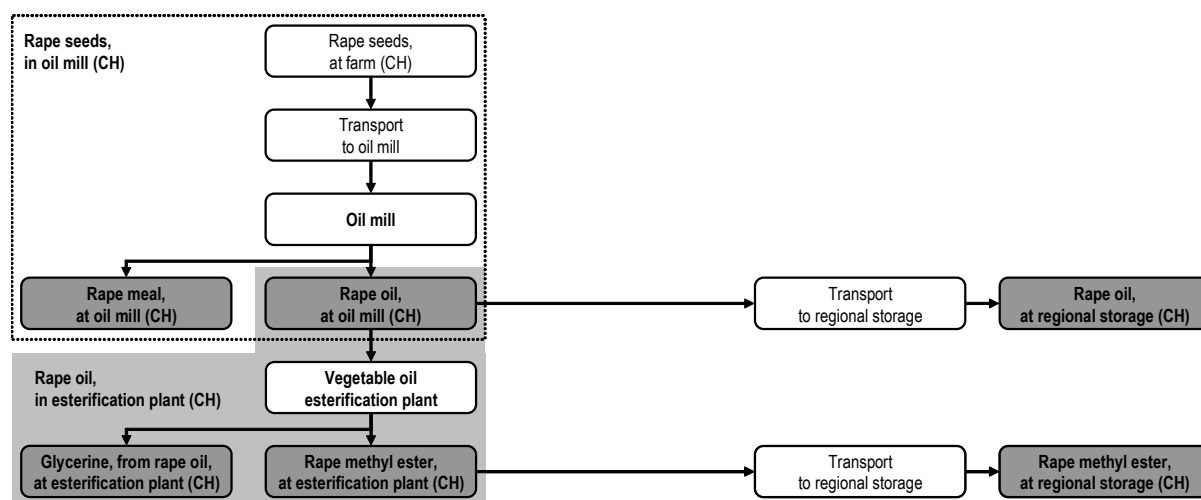 Rape seeds,
in oil mill (CH)
Rape seeds,
at farm (CH)
Transport
to oil mill
Oil mill
Rape meal,
at oil mill (CH)
Rape oil,
at oil mill (CH)
Transport
to regional storage
Rape oil,
at regional storage (CH)
Rape oil,
in esterification plant (CH)
Vegetable oil
esterification plant
Glycerine, from rape oil,
at esterification plant (CH)
Rape methyl ester,
at esterification plant (CH)
Transport
to regional storage
Rape methyl ester,
at regional storage (CH)